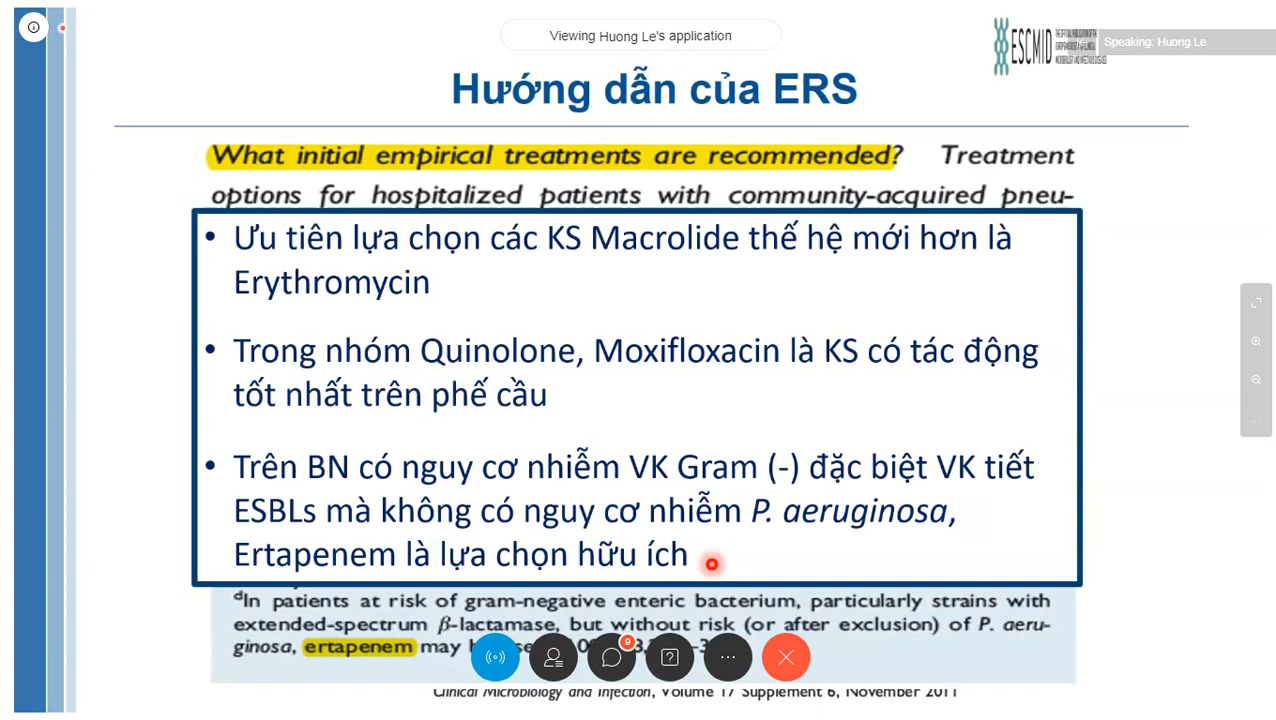 Viewing Huong Le's application
ESCMID
Speaking: Huong Le
Hướng dẫn của ERS
What initial empirical treatments are recommended? Treatment
options for hospitalized patients with community-acquired pneu-
• Ưu tiên lựa chọn các KS Macrolide thế hệ mới hơn là
Erythromycin
• Trong nhóm Quinolone, Moxifloxacin là KS có tác động
tốt nhất trên phế cầu
• Trên BN có nguy cơ nhiễm VK Gram (-) đặc biệt VK tiết
ESBLs mà không có nguy cơ nhiễm P. aeruginosa,
Ertapenem là lựa chọn hữu ích
dIn patients at risk of gram-negative enteric bacterium, particularly strains with
extended-spectrum β-lactamase, but without risk (or after exclusion) of P. aeru-
ginosa, ertapenem may
9
Clinical Microbiology and Infection, Volume 17 Supplement 6, November 2011